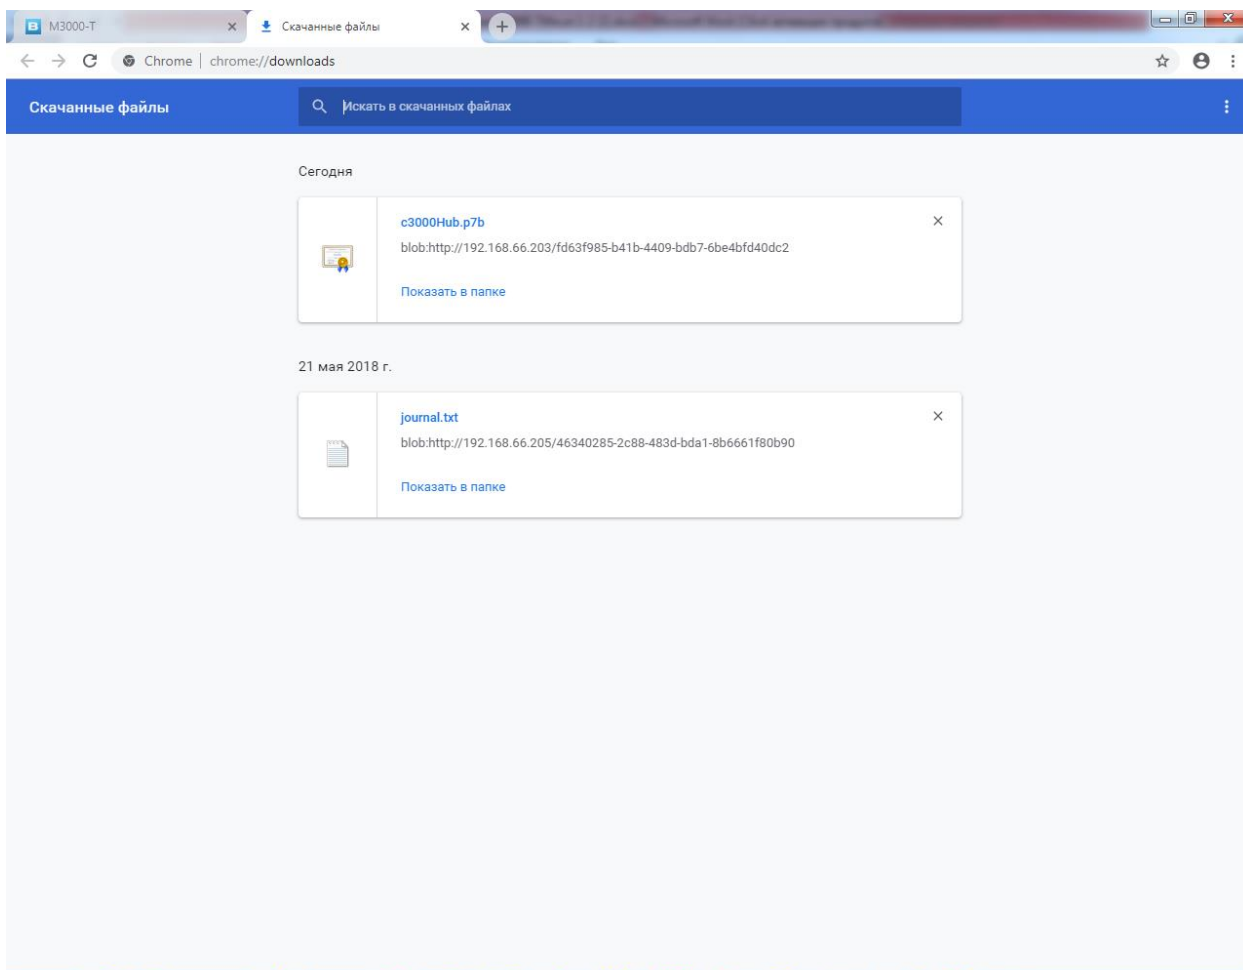 M3000-T
Скачанные файлы
Chrome | chrome://downloads
Скачанные файлы
Искать в скачанных файлах
Сегодня
c3000Hub.p7b
blob:http://192.168.66.203/fd63f985-b41b-4409-bdb7-6be4bfd40dc2
Показать в папке
21 мая 2018 г.
journal.txt
blob:http://192.168.66.205/46340285-2c88-483d-bda1-8b6661f80b90
Показать в папке